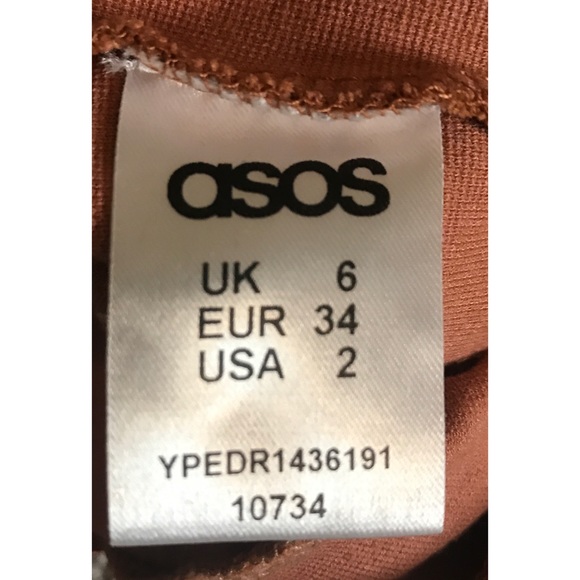 asos
UK 6
EUR 34
USA 2
YPEDR1436191
10734